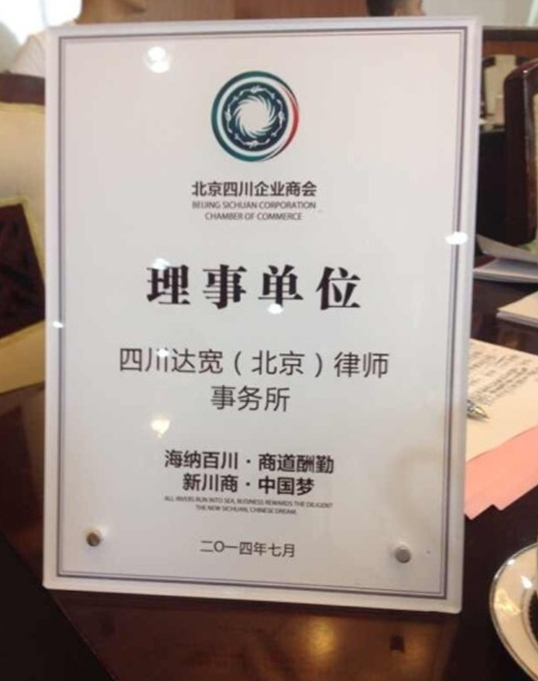 北京四川企业商会
BEIJING SICHUAN CORPORATION
CHAMBER OF COMMERCE
理事单位
四川达宽（北京）律师
事务所
海纳百川·商道酬勤
新川商·中国梦
ALL RIVERS RUN INTO SEA, BUSINESS REWARDS THE DILIGENT
THE NEW SICHUAN, CHINESE DREAM.
二〇一四年七月